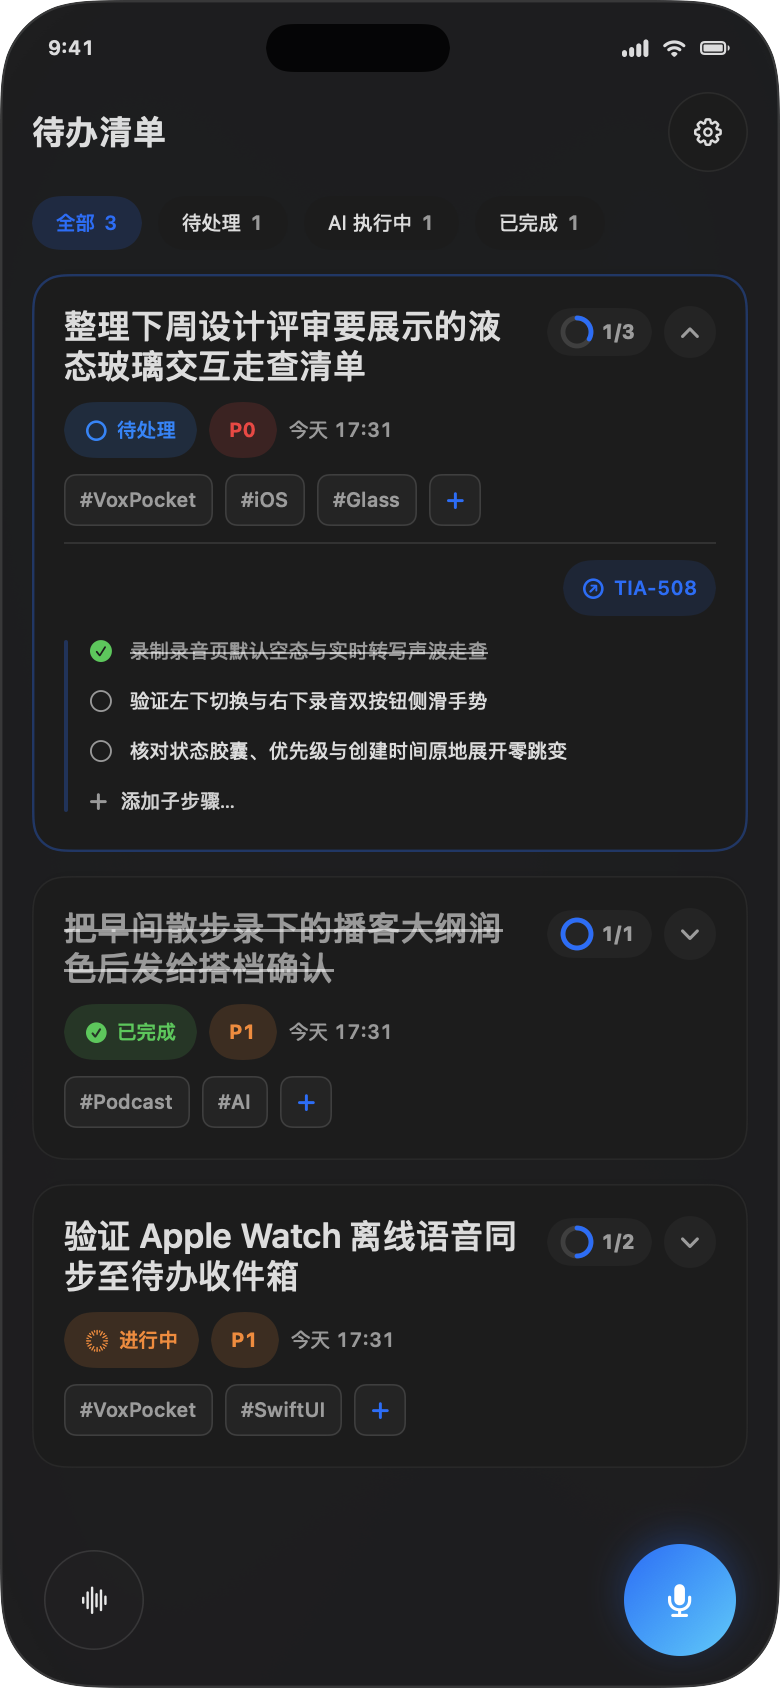 9:41
待办清单
全部 3 待处理 1 AI 执行中 1 已完成 1
整理下周设计评审要展示的液
态玻璃交互走查清单
1/3
待处理 P0 今天 17:31
#VoxPocket #iOS #Glass +
TIA-508
录制录音页默认空态与实时转写声波走查
验证左下切换与右下录音双按钮侧滑手势
核对状态胶囊、优先级与创建时间原地展开零跳变
+ 添加子步骤...
把早间散步录下的播客大纲润
色后发给搭档确认
1/1
已完成 P1 今天 17:31
#Podcast #AI +
验证 Apple Watch 离线语音同
步至待办收件箱
1/2
进行中 P1 今天 17:31
#VoxPocket #SwiftUI +